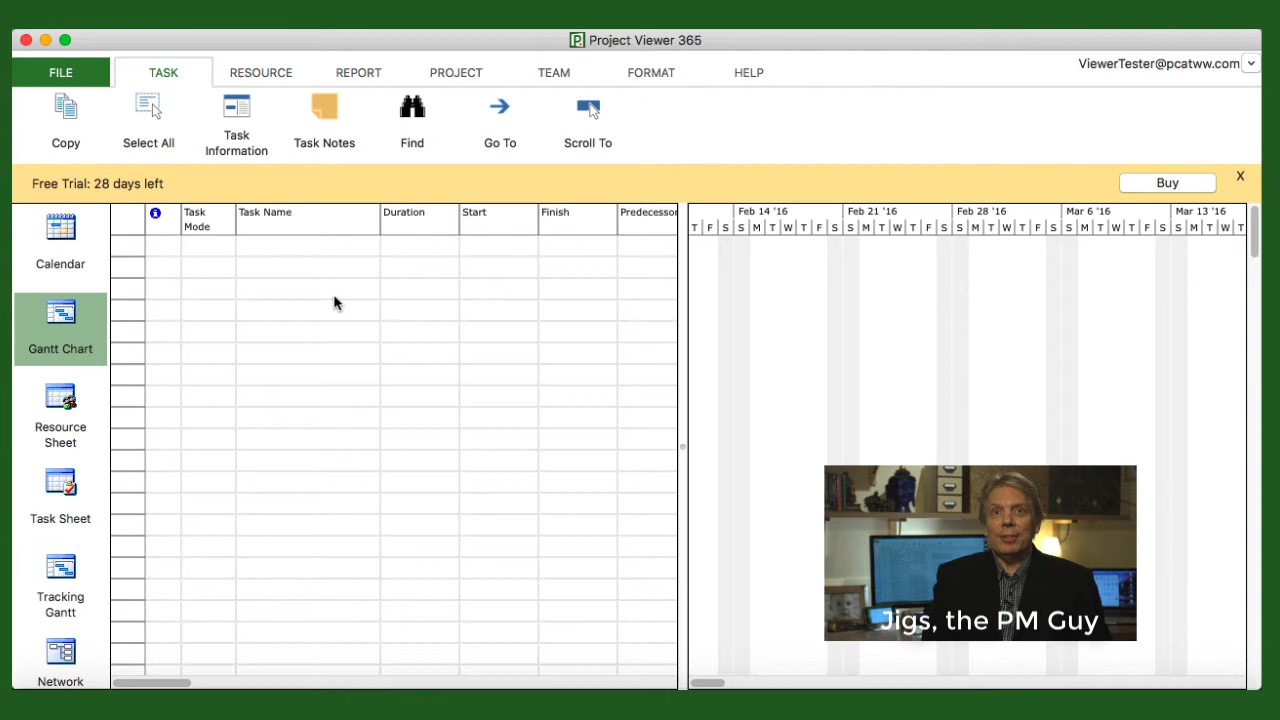 Project Viewer 365
FILE TASK RESOURCE REPORT PROJECT TEAM FORMAT HELP ViewerTester@pcatww.com
Copy Select All Task Information Task Notes Find Go To Scroll To
Free Trial: 28 days left Buy X
Task Mode Task Name Duration Start Finish Predecessor
Feb 14 '16 Feb 21 '16 Feb 28 '16 Mar 6 '16 Mar 13 '16
T F S S M T W T F S S M T W T F S S M T W T F S S M T W T F S S M T W T
Calendar
Gantt Chart
Resource
Sheet
Task Sheet
Tracking
Gantt
Network
Jigs, the PM Guy